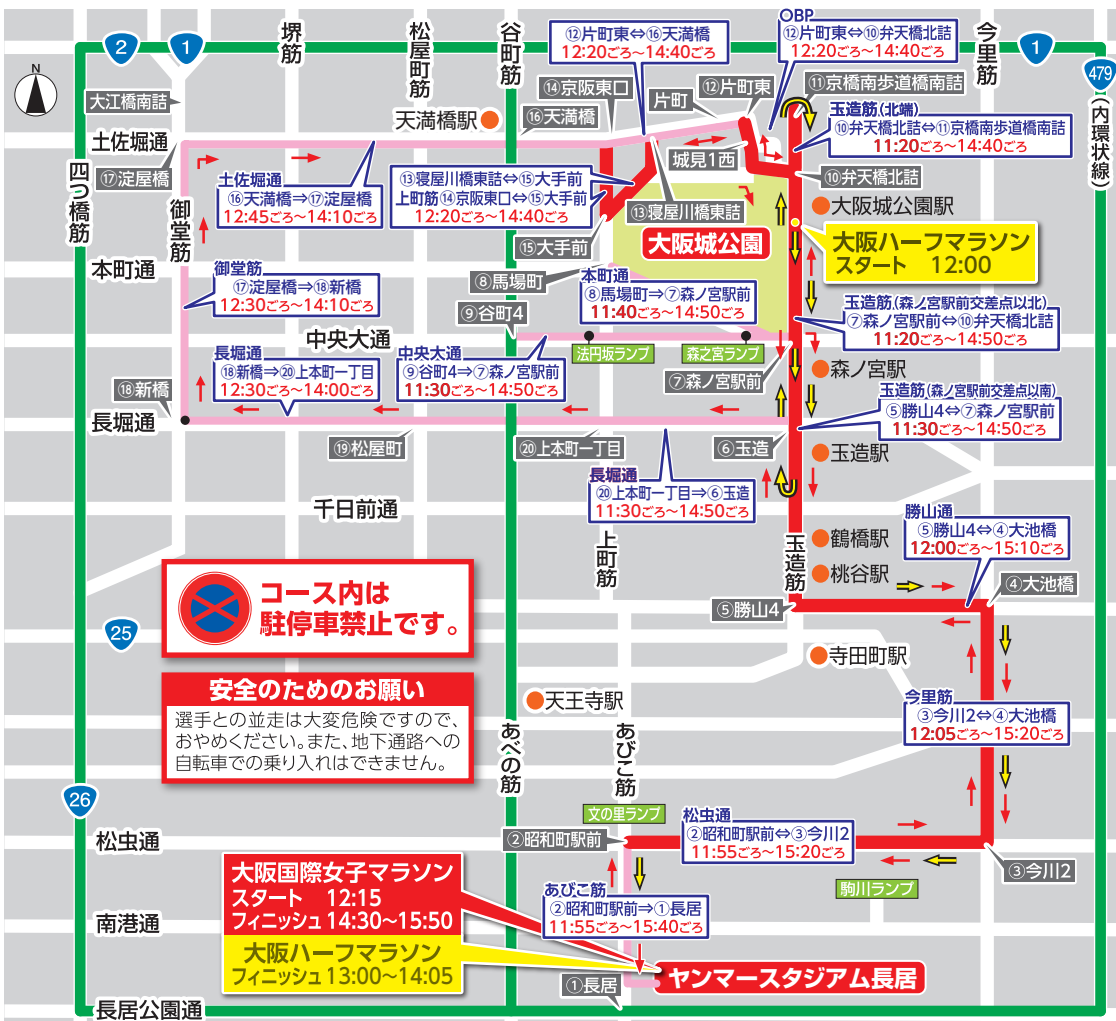 2
1
堺筋
松屋町筋
谷町筋
⑫片町東⇔⑯天満橋
12:20ごろ~14:40ごろ
OBP
⑫片町東⇔⑩弁天橋北詰
12:20ごろ~14:40ごろ
今里筋
1
479
(内環状線)
N
大江橋南詰
天満橋駅
⑭京阪東口
⑯天満橋
片町
⑫片町東
⑪京橋南歩道橋南詰
玉造筋(北端)
⑩弁天橋北詰⇔⑪京橋南歩道橋南詰
11:20ごろ~14:40ごろ
土佐堀通
⑰淀屋橋
四つ橋筋
御堂筋
土佐堀通
⑯天満橋⇒⑰淀屋橋
12:45ごろ~14:10ごろ
⑬寝屋川橋東詰⇔⑮大手前
上町筋⑭京阪東口⇔⑮大手前
12:20ごろ~14:40ごろ
城見1西
⑩弁天橋北詰
⑬寝屋川橋東詰
大阪城公園駅
⑮大手前
大阪城公園
大阪ハーフマラソン
スタート 12:00
本町通
御堂筋
⑰淀屋橋⇒⑱新橋
12:30ごろ~14:10ごろ
⑧馬場町
本町通
⑧馬場町⇒⑦森ノ宮駅前
11:40ごろ~14:50ごろ
⑨谷町4
玉造筋(森ノ宮駅前交差点以北)
⑦森ノ宮駅前⇔⑩弁天橋北詰
11:20ごろ~14:50ごろ
中央大通
法円坂ランプ
森之宮ランプ
長堀通
⑱新橋⇒⑳上本町一丁目
12:30ごろ~14:00ごろ
中央大通
⑨谷町4⇒⑦森ノ宮駅前
11:30ごろ~14:50ごろ
⑦森ノ宮駅前
森ノ宮駅
⑱新橋
玉造筋(森ノ宮駅前交差点以南)
⑤勝山4⇔⑦森ノ宮駅前
11:30ごろ~14:50ごろ
長堀通
⑲松屋町
⑳上本町一丁目
⑥玉造
玉造駅
長堀通
⑳上本町一丁目⇒⑥玉造
11:30ごろ~14:50ごろ
千日前通
上町筋
玉造筋
鶴橋駅
勝山通
⑤勝山4⇔④大池橋
12:00ごろ~15:10ごろ
桃谷駅
④大池橋
⑤勝山4
コース内は
駐停車禁止です。
25
寺田町駅
安全のためのお願い
選手との並走は大変危険ですので、
おやめください。また、地下通路への
自転車での乗り入れはできません。
天王寺駅
あべの筋
あびこ筋
今里筋
③今川2⇔④大池橋
12:05ごろ~15:20ごろ
26
文の里ランプ
松虫通
②昭和町駅前
松虫通
②昭和町駅前⇔③今川2
11:55ごろ~15:20ごろ
③今川2
駒川ランプ
大阪国際女子マラソン
スタート 12:15
フィニッシュ 14:30~15:50
大阪ハーフマラソン
フィニッシュ 13:00~14:05
あびこ筋
②昭和町駅前⇒①長居
11:55ごろ~15:40ごろ
南港通
①長居
ヤンマースタジアム長居
長居公園通